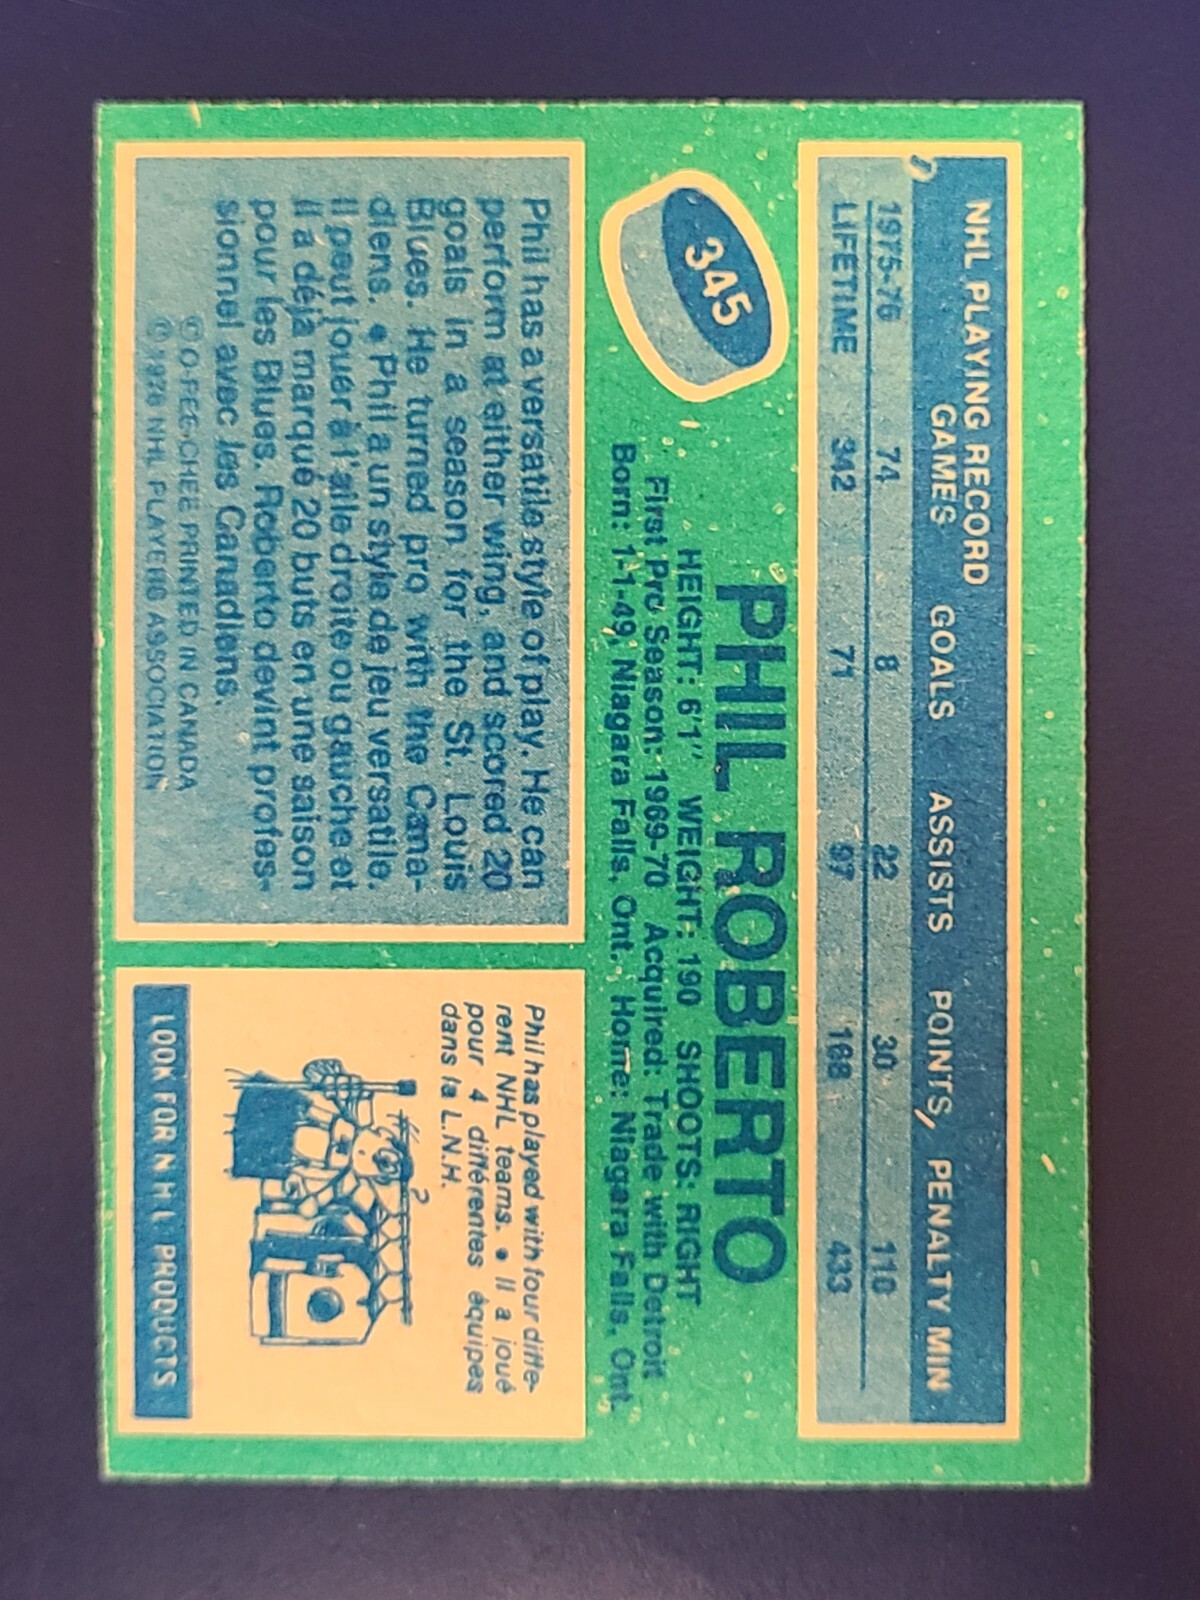 NHL PLAYING RECORD
GAMES GOALS ASSISTS POINTS PENALTY MIN
1975-76 74 8 22 30 110
LIFETIME 342 71 97 168 433
345
PHIL ROBERTO
HEIGHT: 6'1" WEIGHT: 190 SHOOTS: RIGHT
First Pro Season: 1969-70 Acquired: Trade with Detroit
Born: 1-1-49, Niagara Falls, Ont. Home: Niagara Falls, Ont.
Phil has a versatile style of play. He can
perform at either wing, and scored 20
goals in a season for the St. Louis
Blues. He turned pro with the Cana-
diens. • Phil a un style de jeu versatile.
Il peut jouer à l'aile droite ou gauche et
il a déjà marqué 20 buts en une saison
pour les Blues. Roberto devint profes-
sionnel avec les Canadiens.
© O-PEE-CHEE PRINTED IN CANADA
© 1976 NHL PLAYERS ASSOCIATION
Phil has played with four diffe-
rent NHL teams. • Il a joué
pour 4 différentes équipes
dans la L.N.H.
?
LOOK FOR N H L PRODUCTS